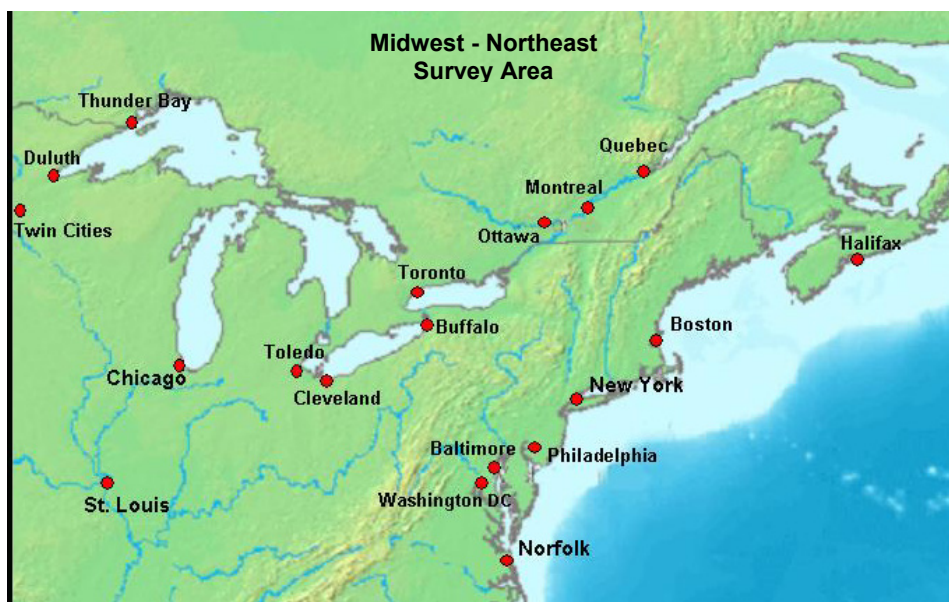 Midwest - Northeast
Survey Area
Thunder Bay
Duluth
Quebec
Montreal
Twin Cities
Ottawa
Halifax
Toronto
Buffalo
Boston
Toledo
Chicago
Cleveland
New York
Baltimore
Philadelphia
Washington DC
St. Louis
Norfolk